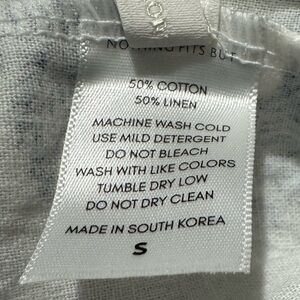 NOTHING FITS BUT
50% COTTON
50% LINEN
MACHINE WASH COLD
USE MILD DETERGENT
DO NOT BLEACH
WASH WITH LIKE COLORS
TUMBLE DRY LOW
DO NOT DRY CLEAN
MADE IN SOUTH KOREA
S